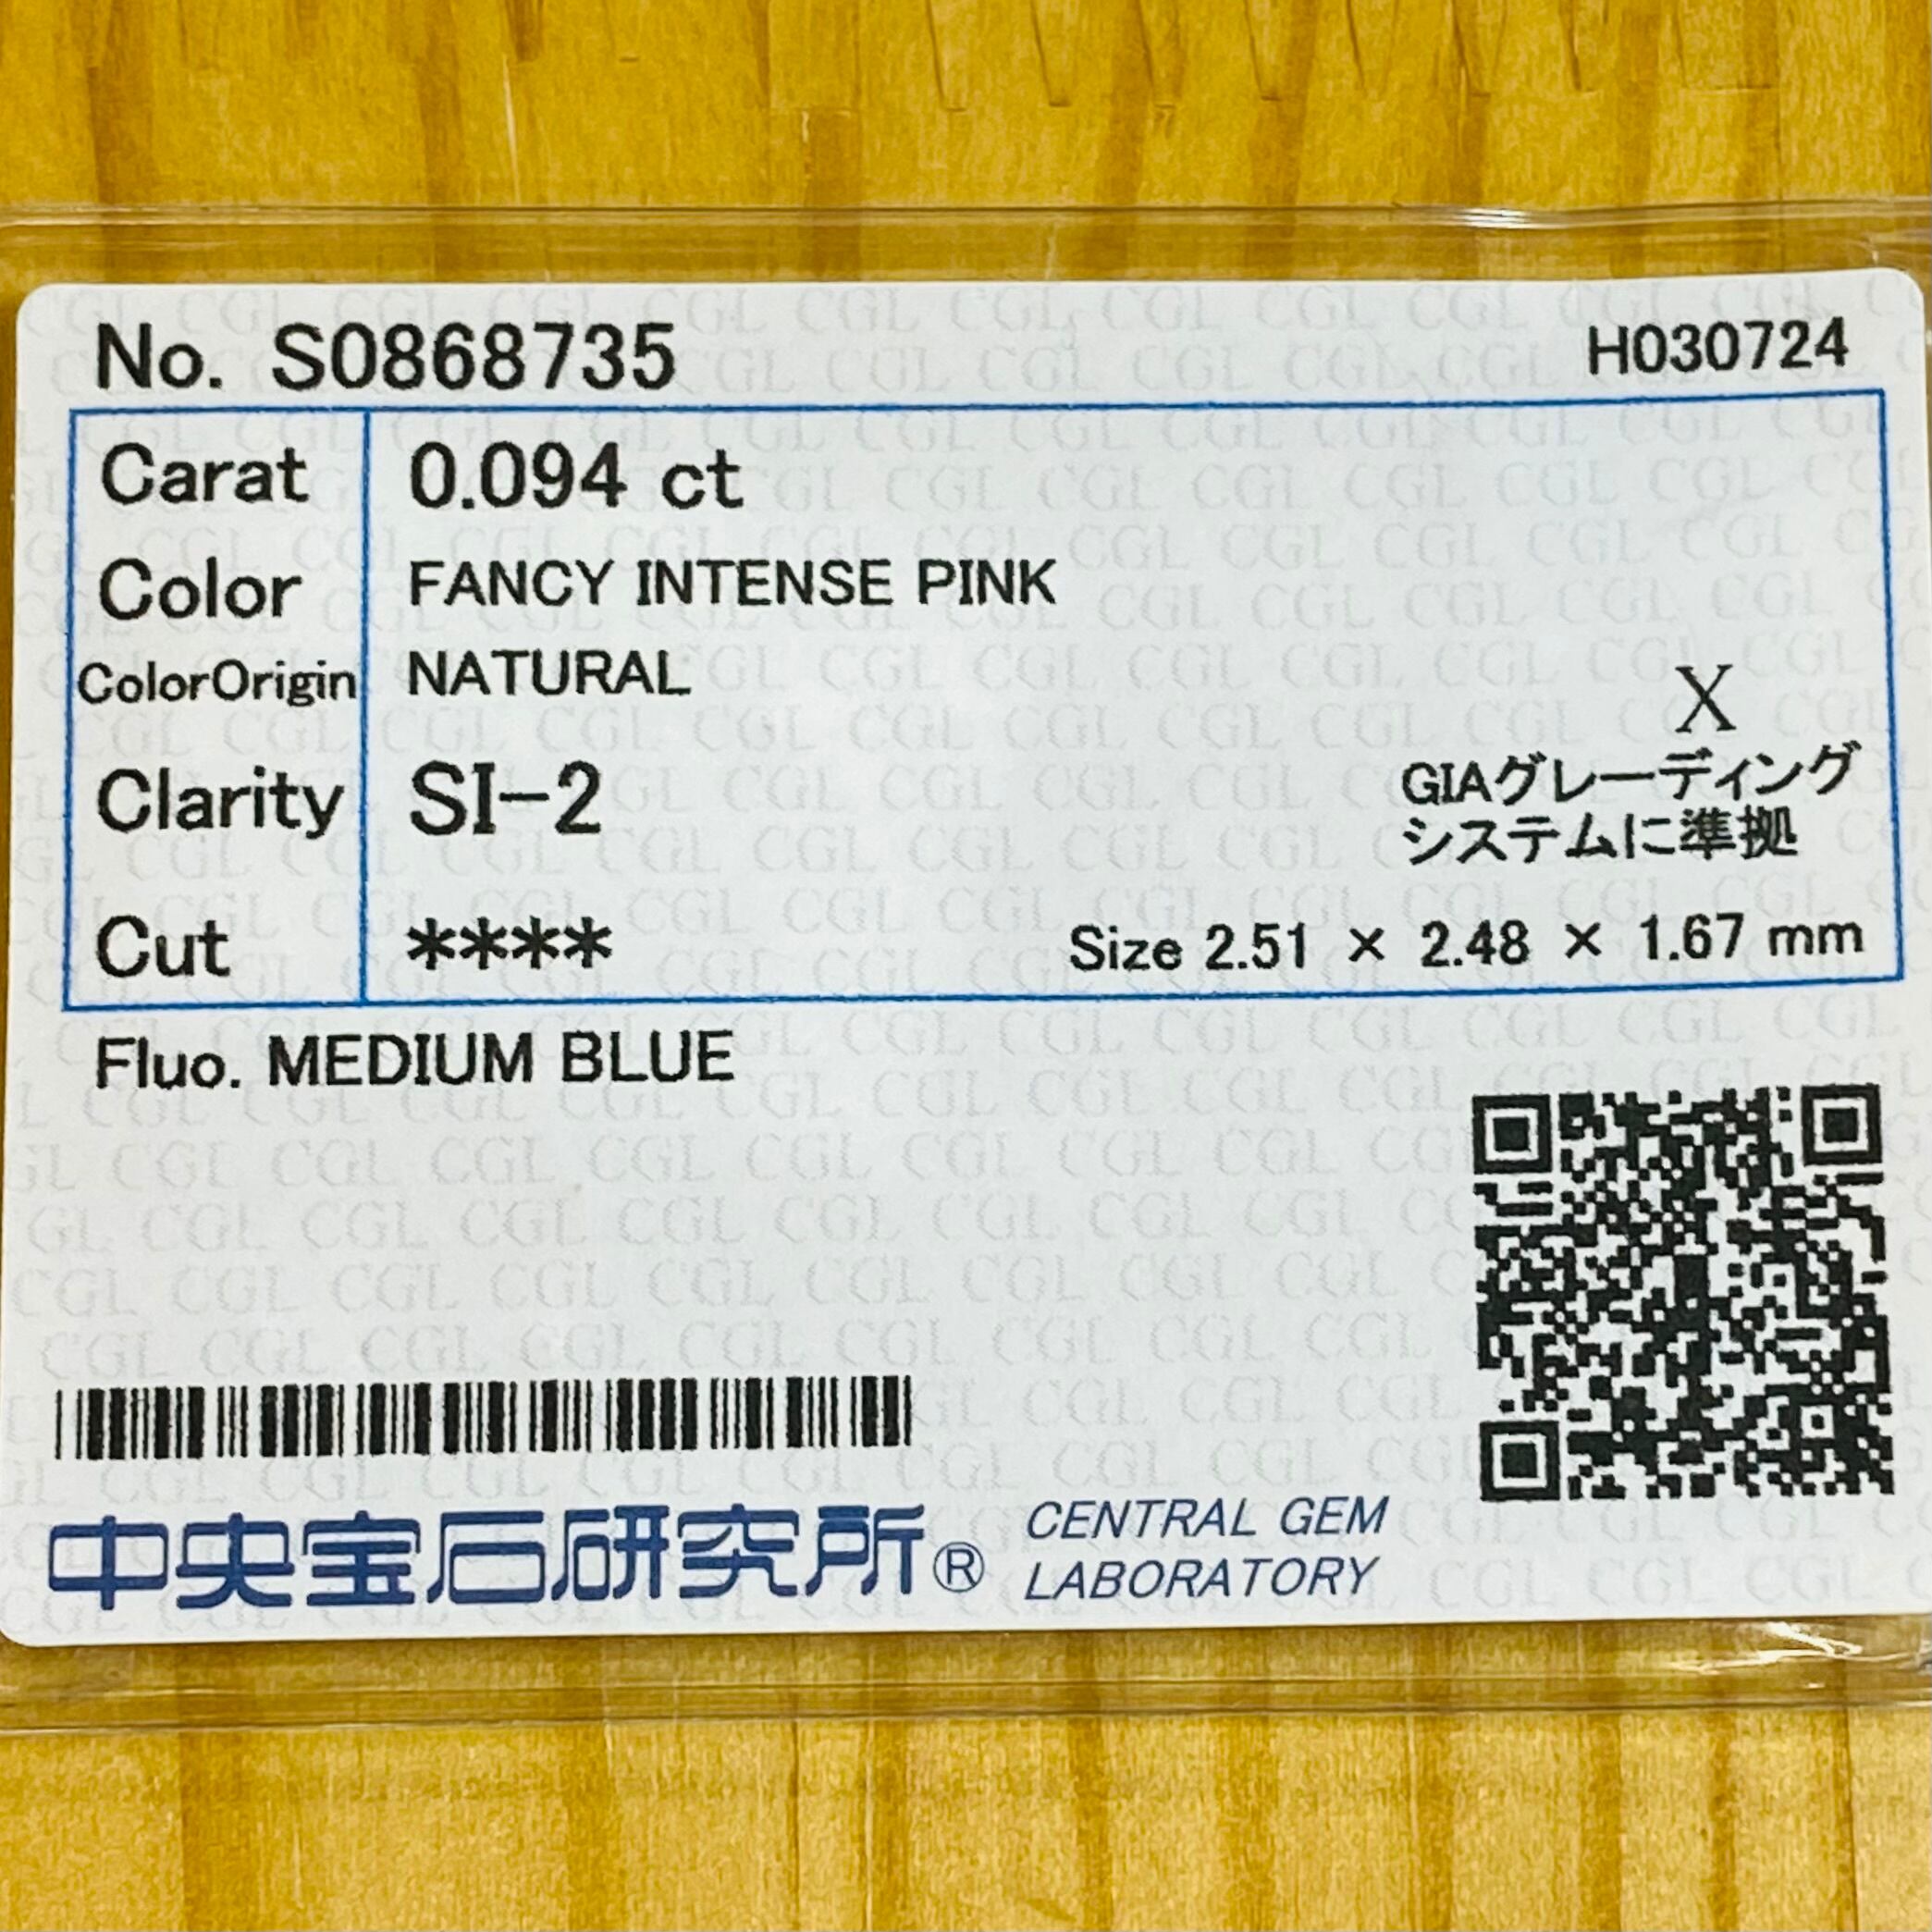 No. S0868735
H030724
Carat 0.094 ct
Color FANCY INTENSE PINK
ColorOrigin NATURAL
X
Clarity SI-2
GIAグレーディング
システムに準拠
Cut ****
Size 2.51 × 2.48 × 1.67 mm
Fluo. MEDIUM BLUE
中央宝石研究所®
CENTRAL GEM
LABORATORY